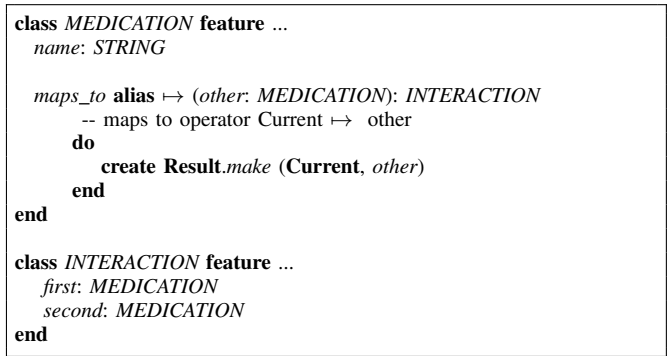 class MEDICATION feature ...
name: STRING
maps_to alias ↦ (other: MEDICATION): INTERACTION
-- maps to operator Current ↦ other
do
create Result.make (Current, other)
end
end
class INTERACTION feature ...
first: MEDICATION
second: MEDICATION
end